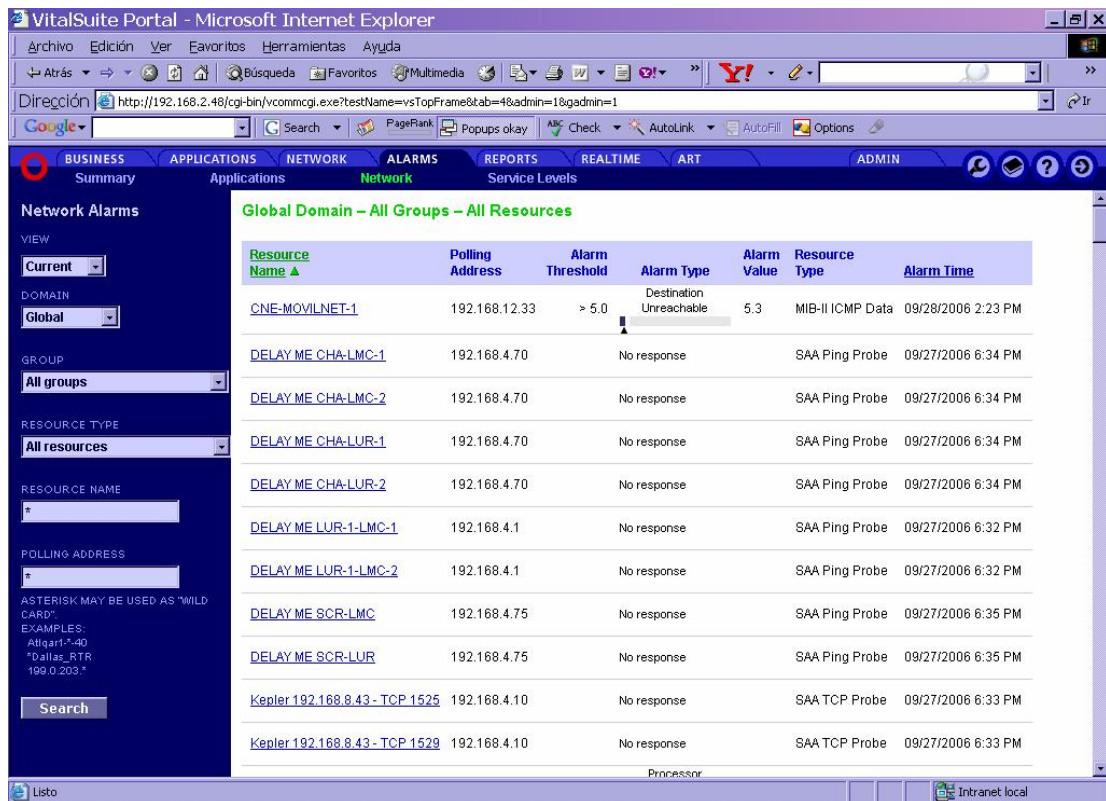 VitalSuite Portal - Microsoft Internet Explorer
Archivo Edición Ver Favoritos Herramientas Ayuda
Atrás Búsqueda Favoritos Multimedia
Dirección http://192.168.2.48/cgi-bin/vcommcgi.exe?testName=vsTopFrame&tab=4&admin=1&gadmin=1 Ir
Google Search PageRank Popups okay ABC Check AutoLink AutoFill Options
BUSINESS APPLICATIONS NETWORK ALARMS REPORTS REALTIME ART ADMIN
Summary Applications Network Service Levels
Network Alarms
VIEW
Current
DOMAIN
Global
GROUP
All groups
RESOURCE TYPE
All resources
RESOURCE NAME
*
POLLING ADDRESS
*
ASTERISK MAY BE USED AS "WILD
CARD".
EXAMPLES:
Atlqar1-*-40
*Dallas_RTR
199.0.203.*
Search
Global Domain – All Groups – All Resources
Resource Name ▲ Polling Address Alarm Threshold Alarm Type Alarm Value Resource Type Alarm Time
CNE-MOVILNET-1 192.168.12.33 > 5.0 Destination Unreachable 5.3 MIB-II ICMP Data 09/28/2006 2:23 PM
DELAY ME CHA-LMC-1 192.168.4.70 No response SAA Ping Probe 09/27/2006 6:34 PM
DELAY ME CHA-LMC-2 192.168.4.70 No response SAA Ping Probe 09/27/2006 6:34 PM
DELAY ME CHA-LUR-1 192.168.4.70 No response SAA Ping Probe 09/27/2006 6:34 PM
DELAY ME CHA-LUR-2 192.168.4.70 No response SAA Ping Probe 09/27/2006 6:34 PM
DELAY ME LUR-1-LMC-1 192.168.4.1 No response SAA Ping Probe 09/27/2006 6:32 PM
DELAY ME LUR-1-LMC-2 192.168.4.1 No response SAA Ping Probe 09/27/2006 6:32 PM
DELAY ME SCR-LMC 192.168.4.75 No response SAA Ping Probe 09/27/2006 6:35 PM
DELAY ME SCR-LUR 192.168.4.75 No response SAA Ping Probe 09/27/2006 6:35 PM
Kepler 192.168.8.43 - TCP 1525 192.168.4.10 No response SAA TCP Probe 09/27/2006 6:33 PM
Kepler 192.168.8.43 - TCP 1529 192.168.4.10 No response SAA TCP Probe 09/27/2006 6:33 PM
Processor
Listo Intranet local